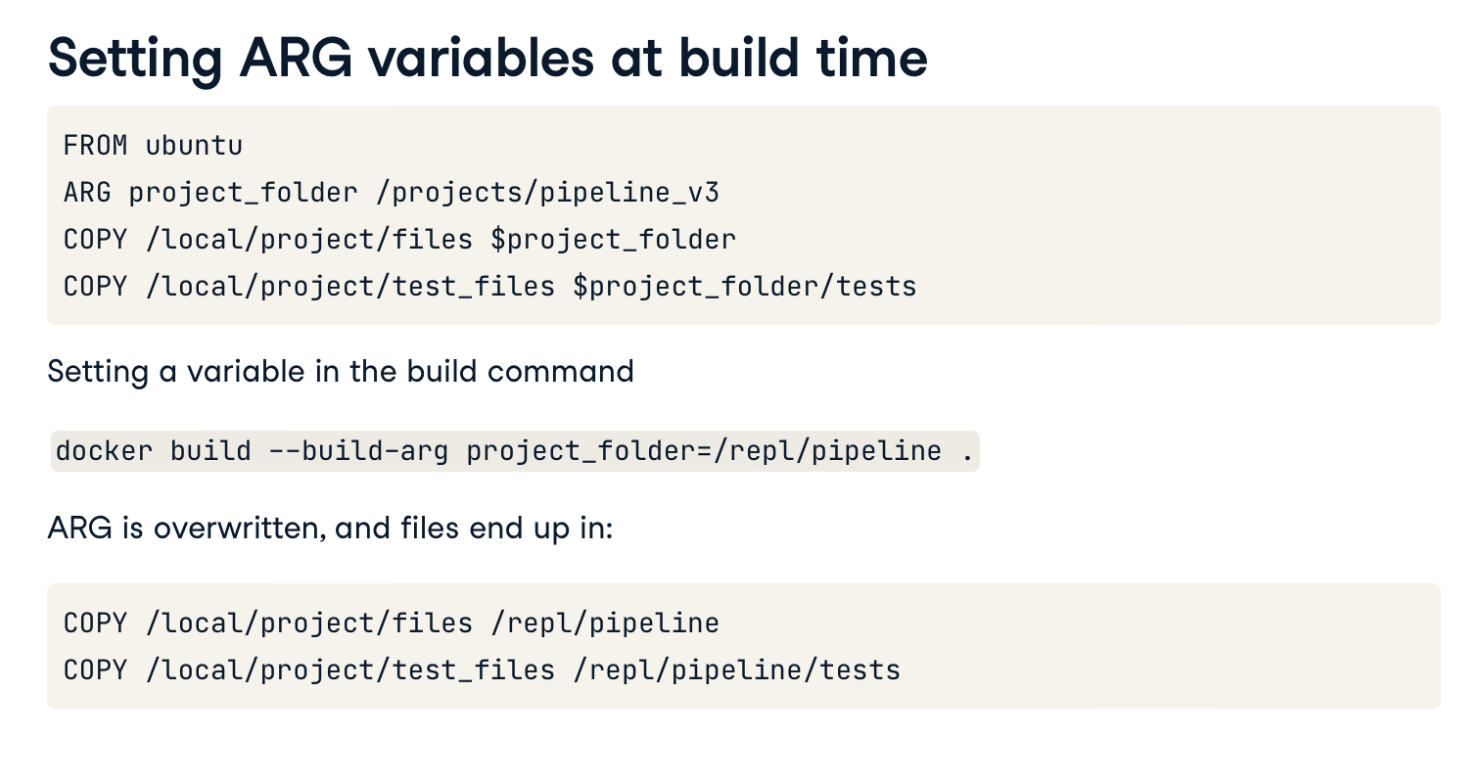 Setting ARG variables at build time
FROM ubuntu
ARG project_folder /projects/pipeline_v3
COPY /local/project/files $project_folder
COPY /local/project/test_files $project_folder/tests
Setting a variable in the build command
docker build --build-arg project_folder=/repl/pipeline .
ARG is overwritten, and files end up in:
COPY /local/project/files /repl/pipeline
COPY /local/project/test_files /repl/pipeline/tests